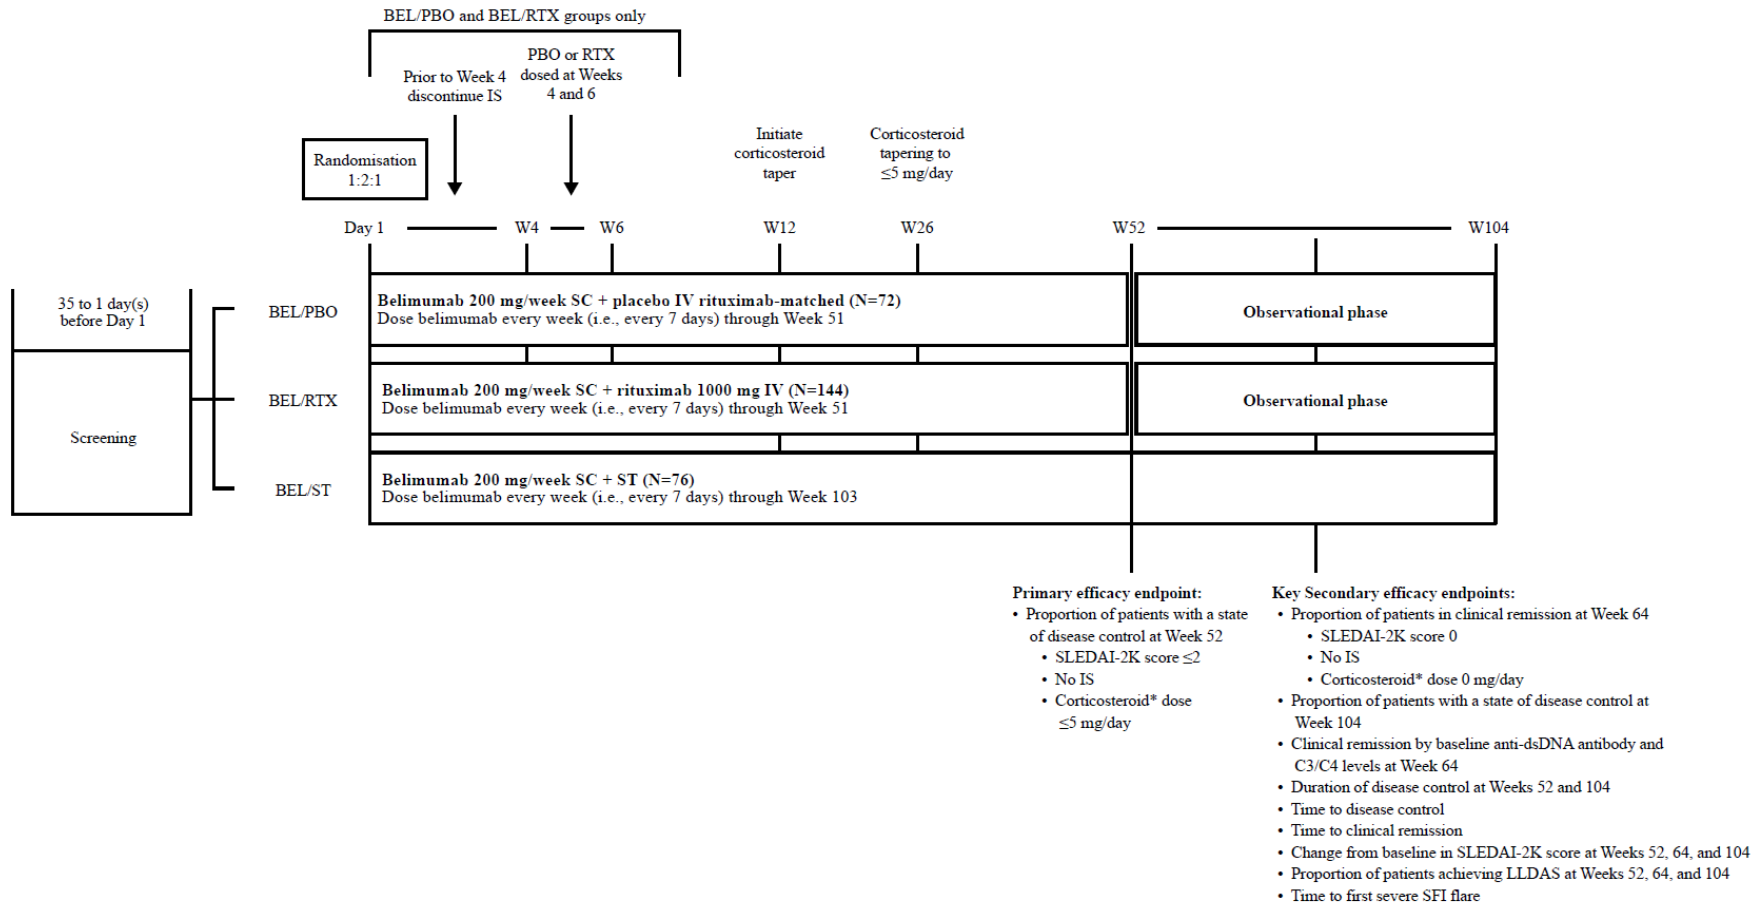 BEL/PBO and BEL/RTX groups only
Prior to Week 4
discontinue IS
PBO or RTX
dosed at Weeks
4 and 6
Randomisation
1:2:1
Initiate
corticosteroid
taper
Corticosteroid
tapering to
≤5 mg/day
Day 1
W4
W6
W12
W26
W52
W104
35 to 1 day(s)
before Day 1
Screening
BEL/PBO
Belimumab 200 mg/week SC + placebo IV rituximab-matched (N=72)
Dose belimumab every week (i.e., every 7 days) through Week 51
Observational phase
BEL/RTX
Belimumab 200 mg/week SC + rituximab 1000 mg IV (N=144)
Dose belimumab every week (i.e., every 7 days) through Week 51
Observational phase
BEL/ST
Belimumab 200 mg/week SC + ST (N=76)
Dose belimumab every week (i.e., every 7 days) through Week 103
Primary efficacy endpoint:
• Proportion of patients with a state
of disease control at Week 52
• SLEDAI-2K score ≤2
• No IS
• Corticosteroid* dose
≤5 mg/day
Key Secondary efficacy endpoints:
• Proportion of patients in clinical remission at Week 64
• SLEDAI-2K score 0
• No IS
• Corticosteroid* dose 0 mg/day
• Proportion of patients with a state of disease control at
Week 104
• Clinical remission by baseline anti-dsDNA antibody and
C3/C4 levels at Week 64
• Duration of disease control at Weeks 52 and 104
• Time to disease control
• Time to clinical remission
• Change from baseline in SLEDAI-2K score at Weeks 52, 64, and 104
• Proportion of patients achieving LLDAS at Weeks 52, 64, and 104
• Time to first severe SFI flare